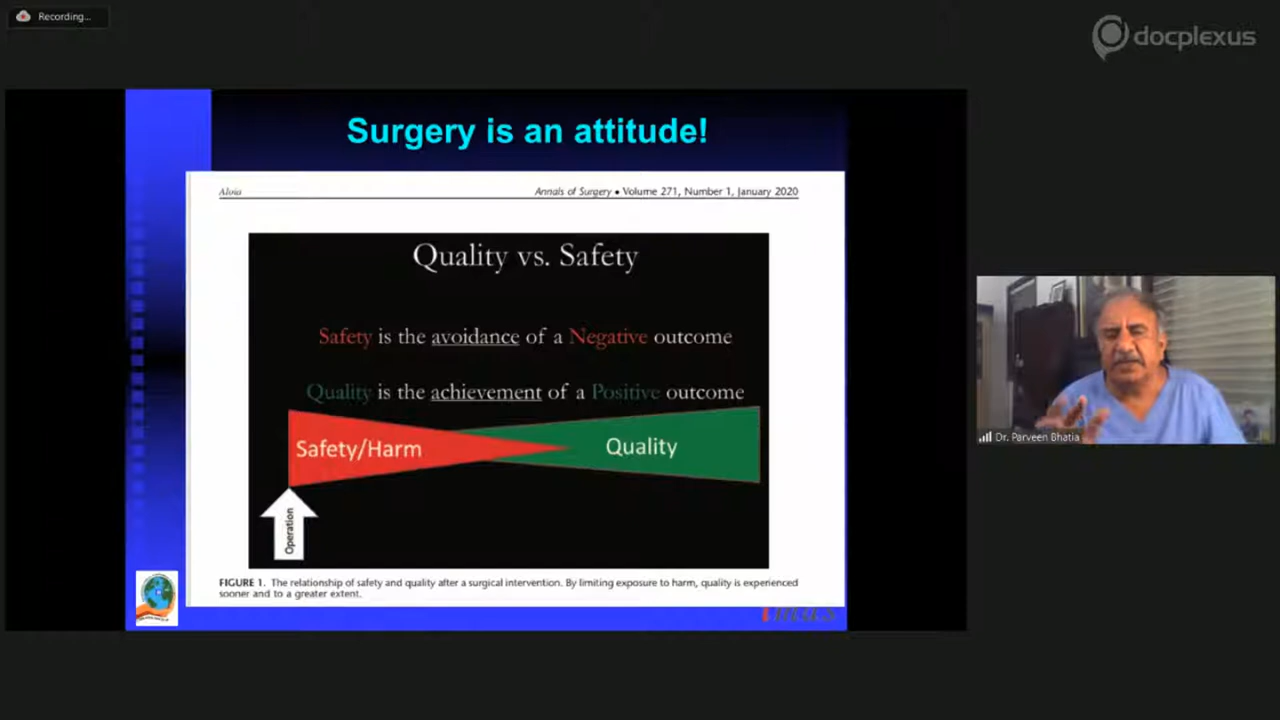 Recording...
docplexus
Surgery is an attitude!
Aloia
Annals of Surgery • Volume 271, Number 1, January 2020
Quality vs. Safety
Safety is the avoidance of a Negative outcome
Quality is the achievement of a Positive outcome
Safety/Harm
Quality
Operation
FIGURE 1. The relationship of safety and quality after a surgical intervention. By limiting exposure to harm, quality is experienced
sooner and to a greater extent.
Dr. Parveen Bhatia